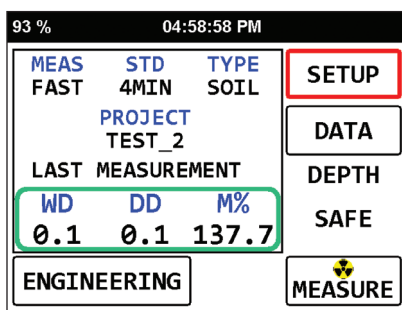 93 % 04:58:58 PM
MEAS STD TYPE
FAST 4MIN SOIL
PROJECT
TEST_2
LAST MEASUREMENT
WD DD M%
0.1 0.1 137.7
ENGINEERING
SETUP
DATA
DEPTH
SAFE
MEASURE